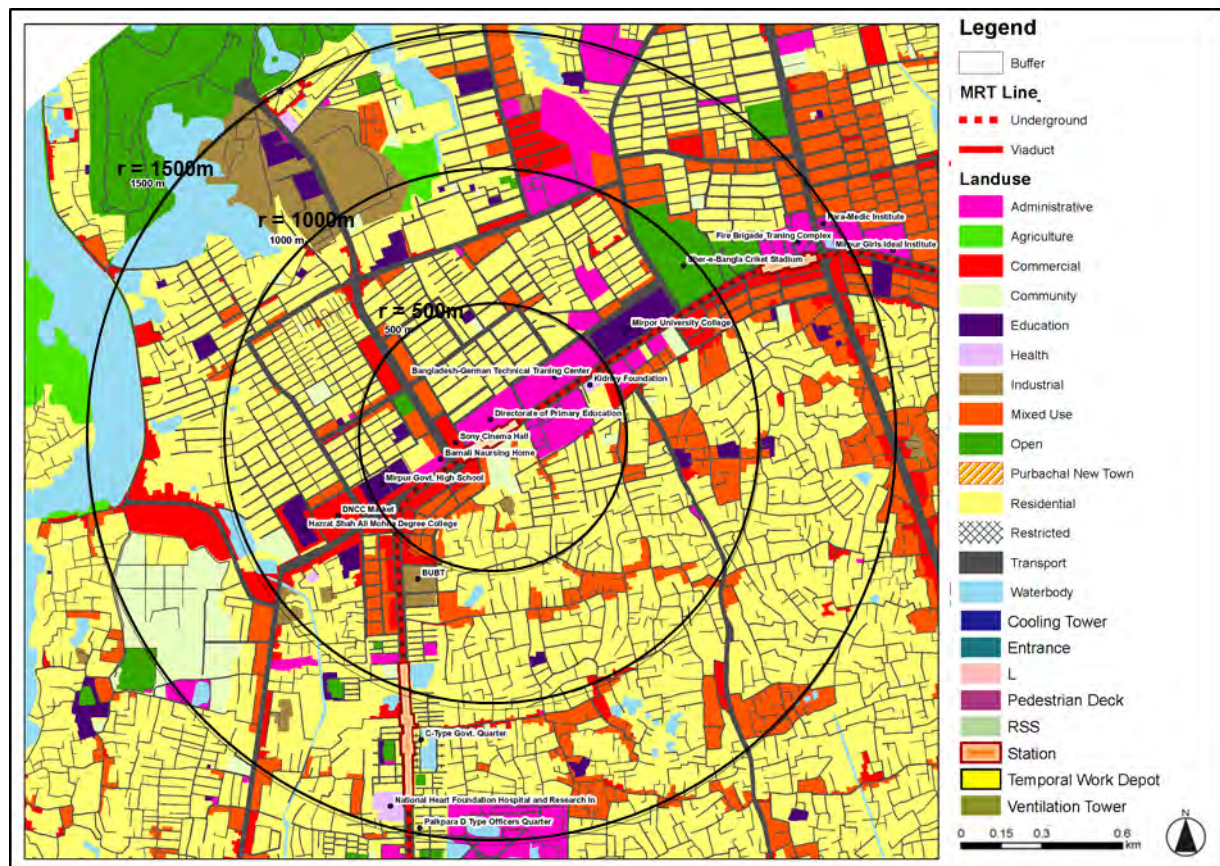 r = 1500m
1500 m
r = 1000m
1000 m
r = 500m
500 m
Para-Medic Institute
Fire Brigade Traning Complex
Mirpur Girls Ideal Institute
Sher-e-Bangla Criket Stadium
Mirpor University College
Bangladesh-German Technical Traning Center
Kidney Foundation
Directorate of Primary Education
Sony Cinema Hall
Barnali Naursing Home
Mirpur Govt. High School
DNCC Market
Hazrat Shah Ali Mohila Degree College
BUBT
C-Type Govt. Quarter
National Heart Foundation Hospital and Research In
Paikpara D Type Officers Quarter
Legend
Buffer
MRT Line
Underground
Viaduct
Landuse
Administrative
Agriculture
Commercial
Community
Education
Health
Industrial
Mixed Use
Open
Purbachal New Town
Residential
Restricted
Transport
Waterbody
Cooling Tower
Entrance
L
Pedestrian Deck
RSS
Station
Temporal Work Depot
Ventilation Tower
0 0.15 0.3 0.6
km
N